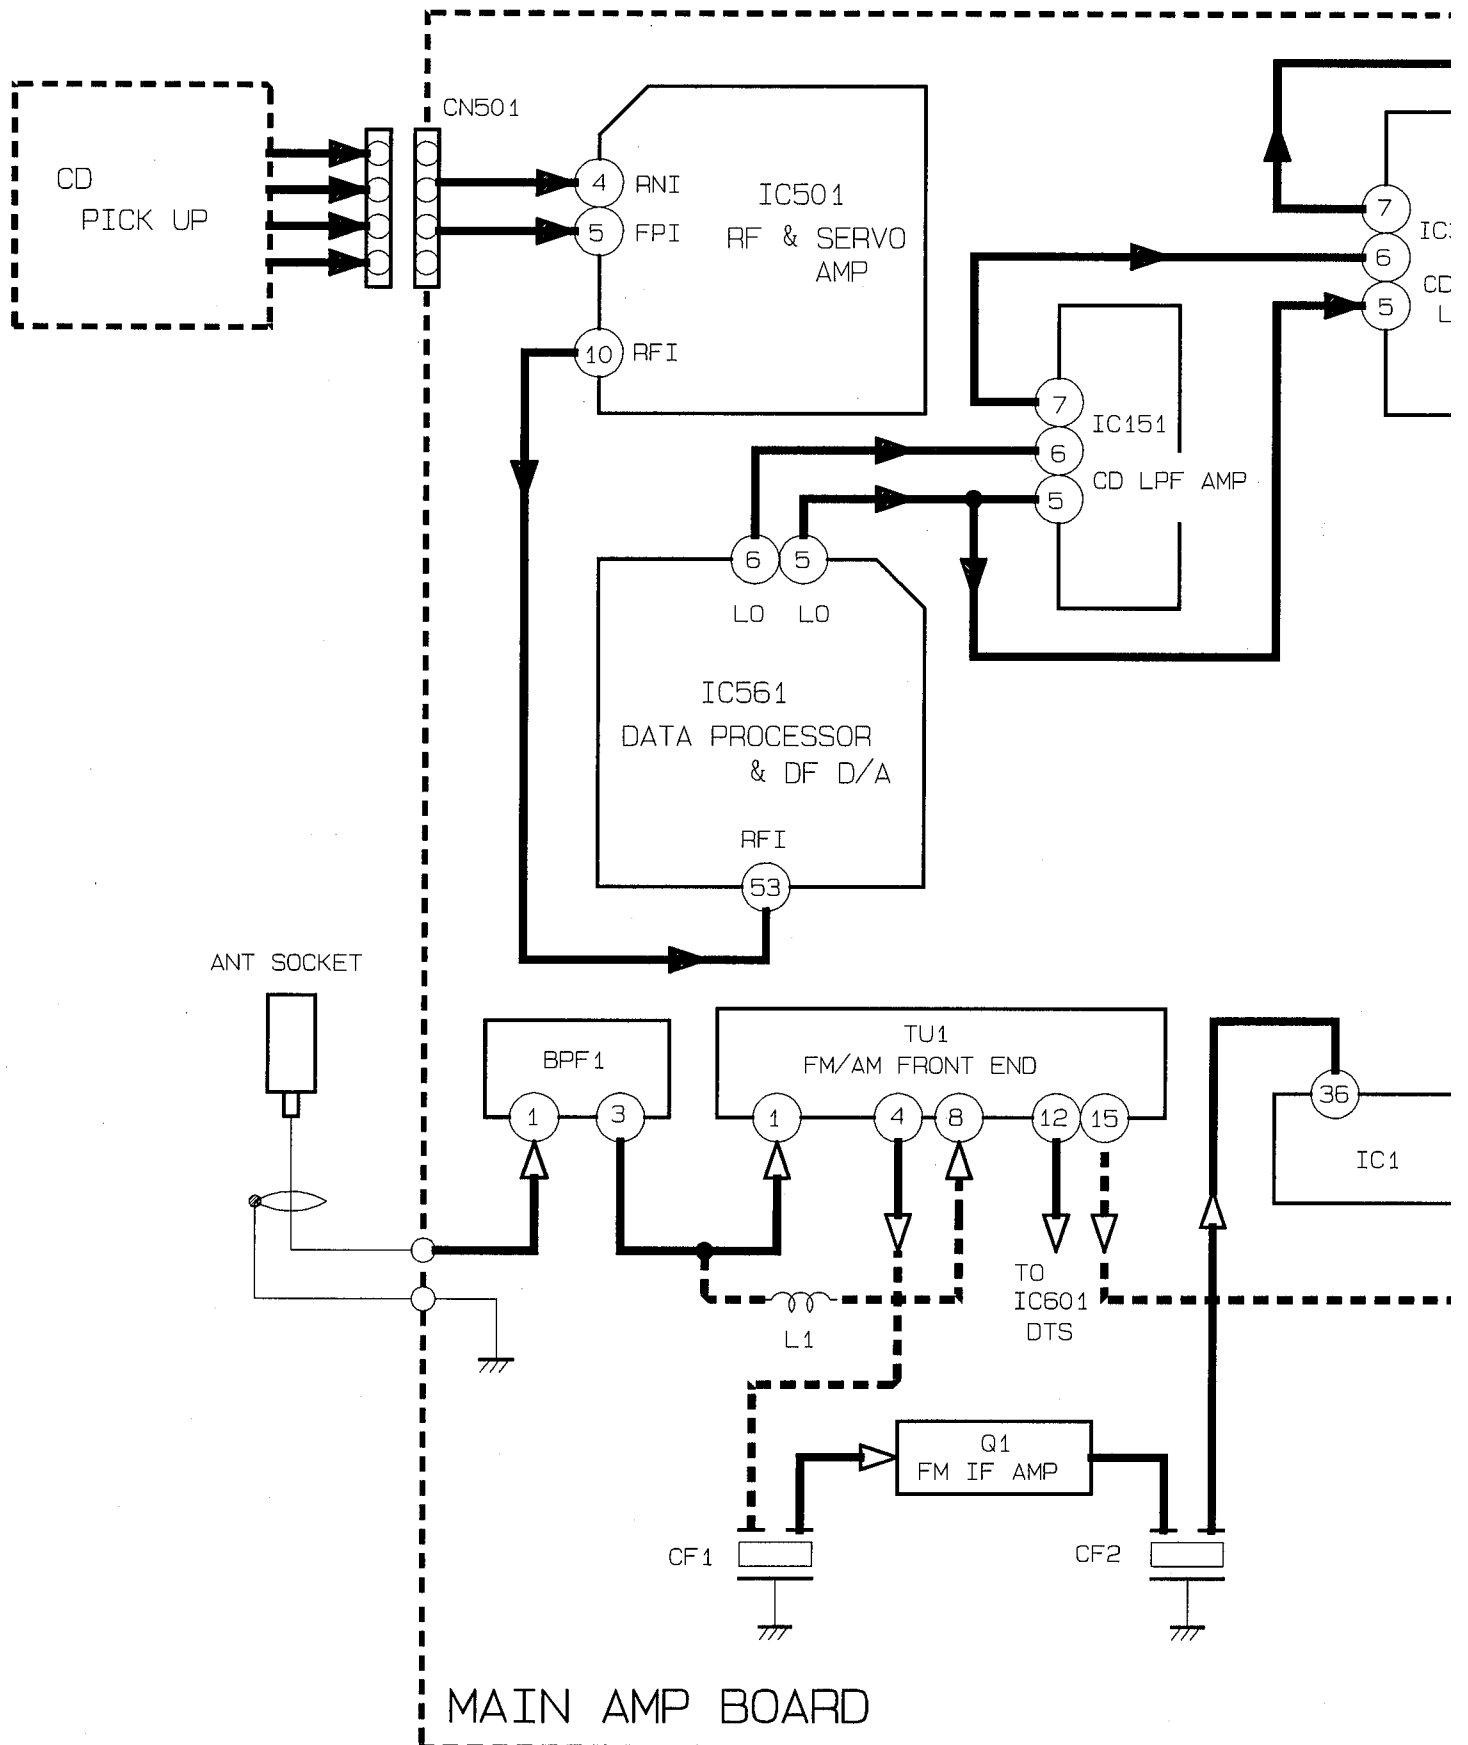 CN501
CD
PICK UP
4 RNI
5 FPI
IC501
RF & SERVO
AMP
10 RFI
7
6
5
CD
7
6
5
IC151
CD LPF AMP
6 5
LO LO
IC561
DATA PROCESSOR
& DF D/A
RFI
53
ANT SOCKET
BPF1
1 3
TU1
FM/AM FRONT END
1 4 8 12 15
36
IC1
TO
IC601
DTS
L1
Q1
FM IF AMP
CF1
CF2
MAIN AMP BOARD